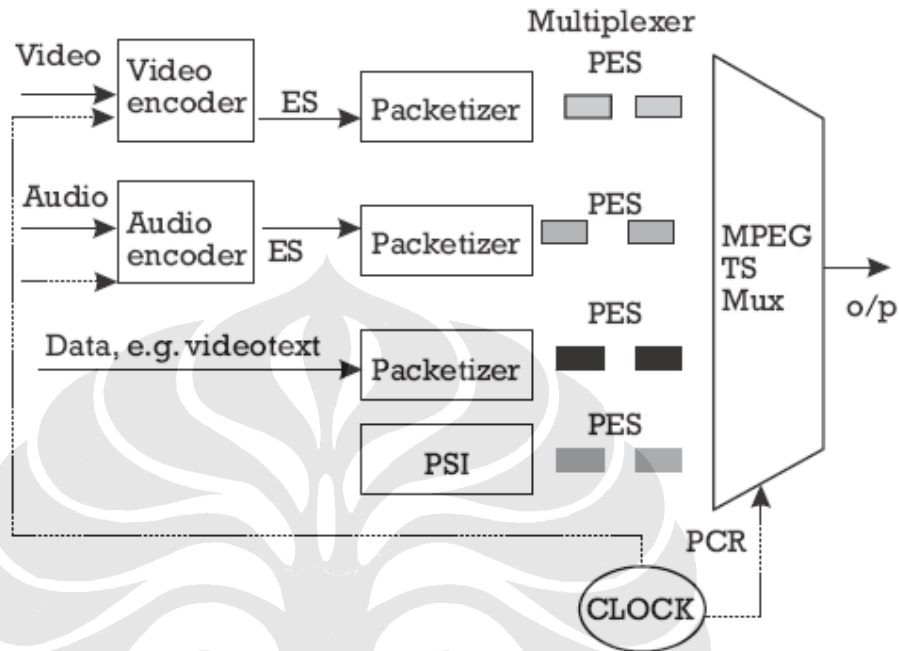 Multiplexer
Video
Video
encoder
ES
Packetizer
PES
Audio
Audio
encoder
ES
Packetizer
PES
MPEG
TS
Mux
o/p
Data, e.g. videotext
Packetizer
PES
PSI
PES
PCR
CLOCK